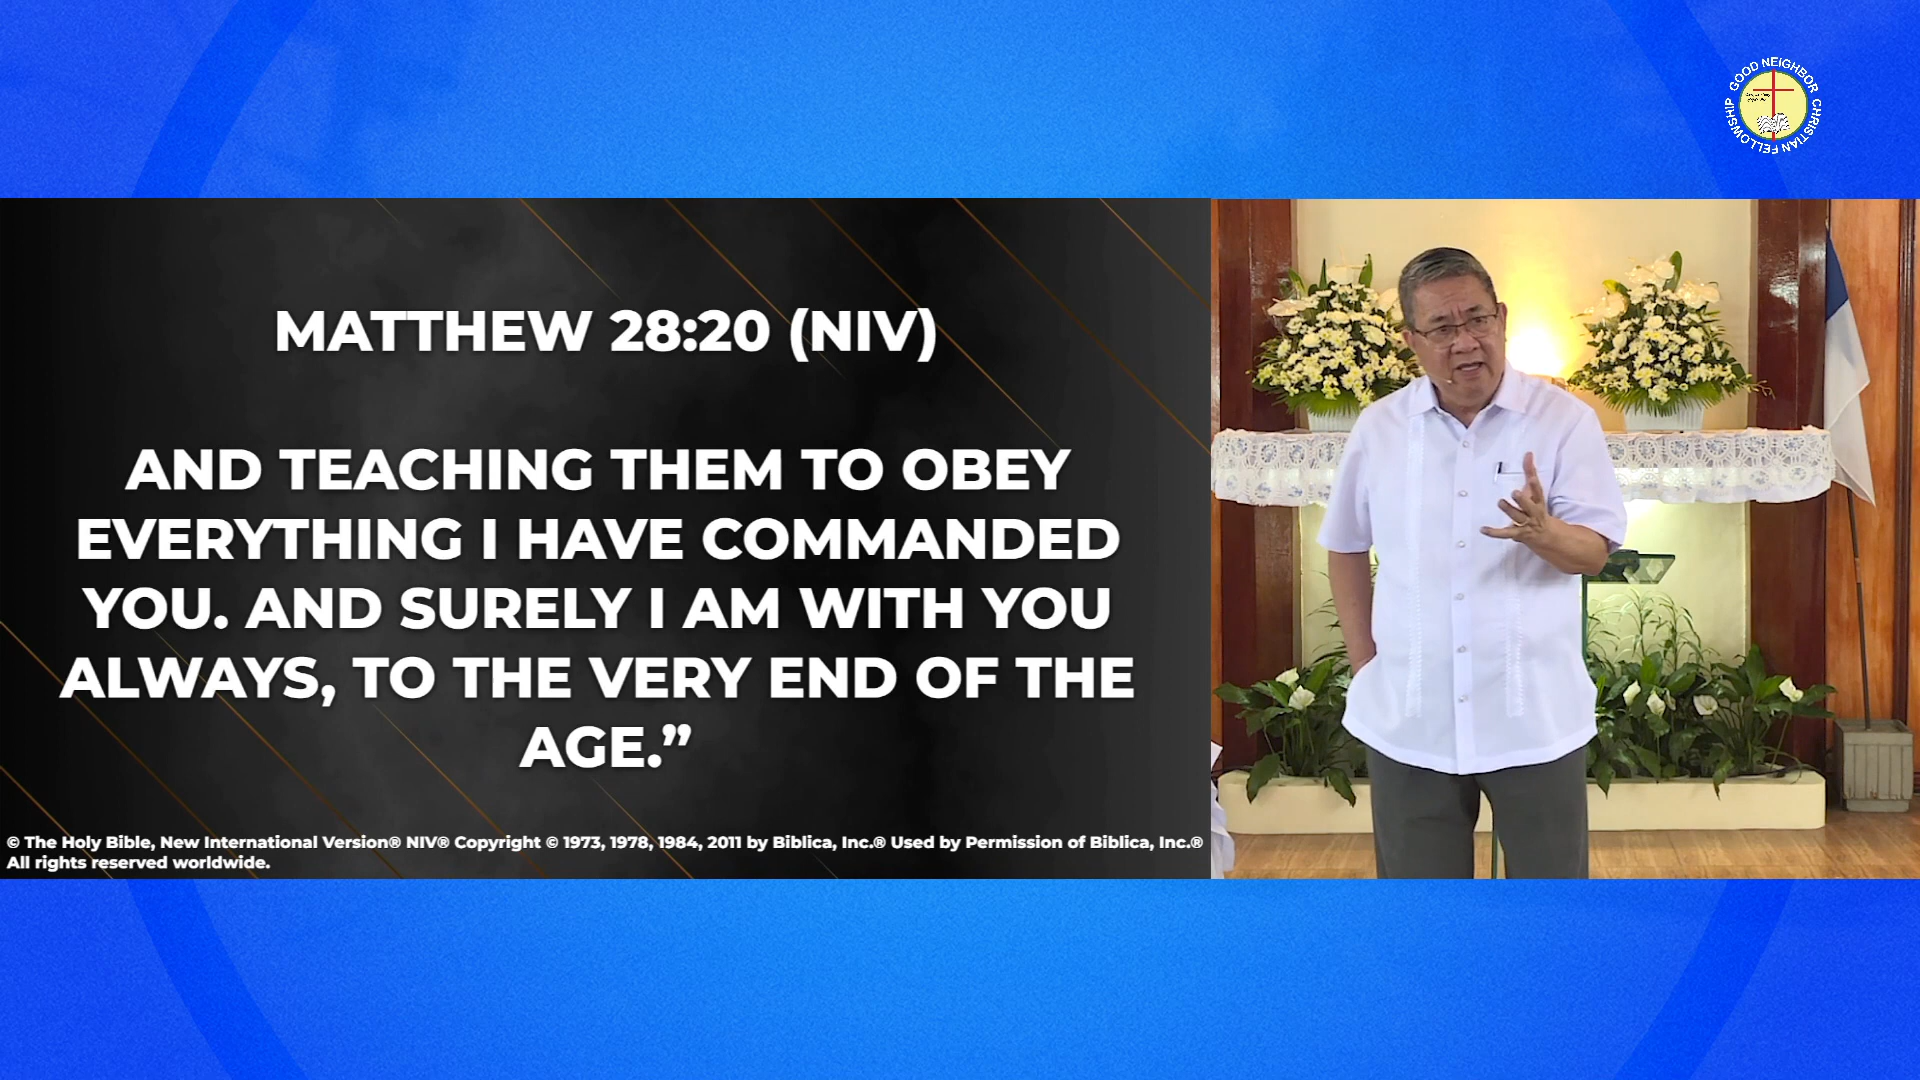 GOOD NEIGHBOR CHRISTIAN FELLOWSHIP
MATTHEW 28:20 (NIV)
AND TEACHING THEM TO OBEY
EVERYTHING I HAVE COMMANDED
YOU. AND SURELY I AM WITH YOU
ALWAYS, TO THE VERY END OF THE
AGE.”
© The Holy Bible, New International Version® NIV® Copyright © 1973, 1978, 1984, 2011 by Biblica, Inc.® Used by Permission of Biblica, Inc.®
All rights reserved worldwide.